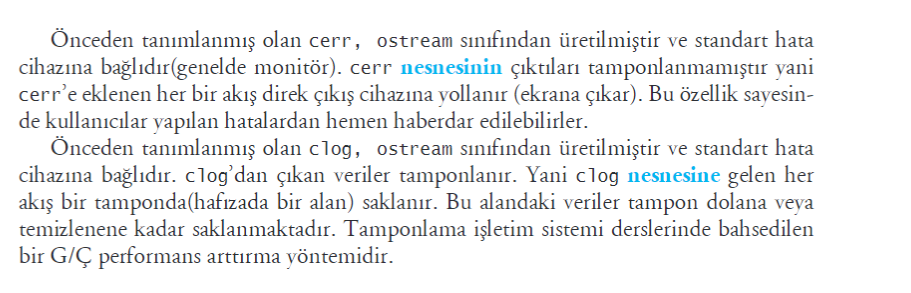 Önceden tanımlanmış olan cerr, ostream sınıfından üretilmiştir ve standart hata
cihazına bağlıdır(genelde monitör). cerr nesnesinin çıktıları tamponlanmamıştır yani
cerr’e eklenen her bir akış direk çıkış cihazına yollanır (ekrana çıkar). Bu özellik sayesin-
de kullanıcılar yapılan hatalardan hemen haberdar edilebilirler.
Önceden tanımlanmış olan clog, ostream sınıfından üretilmiştir ve standart hata
cihazına bağlıdır. clog’dan çıkan veriler tamponlanır. Yani clog nesnesine gelen her
akış bir tamponda(hafızada bir alan) saklanır. Bu alandaki veriler tampon dolana veya
temizlenene kadar saklanmaktadır. Tamponlama işletim sistemi derslerinde bahsedilen
bir G/Ç performans arttırma yöntemidir.